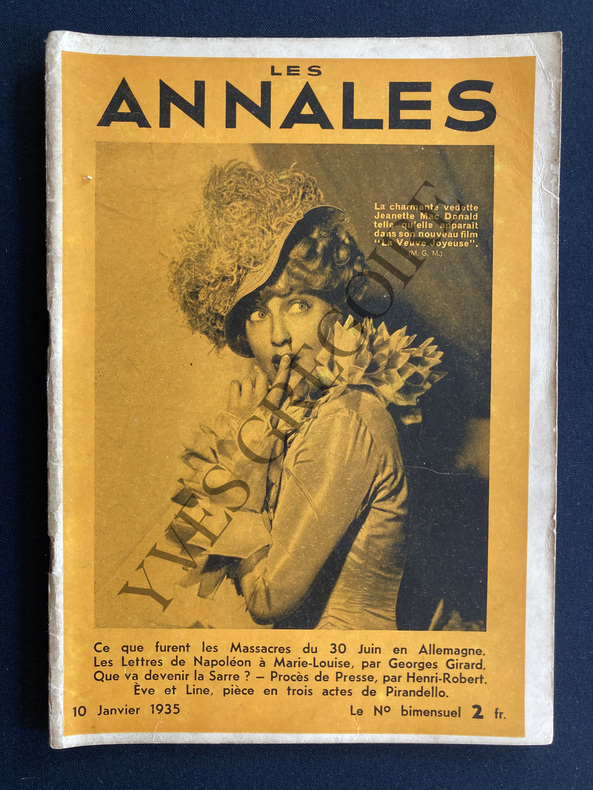 LES
ANNALES
La charmante vedette
Jeanette Mac Donald
telle qu'elle apparaît
dans son nouveau film
"La Veuve Joyeuse".
(M. G. M.)
YVES GRÉGOIRE
Ce que furent les Massacres du 30 Juin en Allemagne.
Les Lettres de Napoléon à Marie-Louise, par Georges Girard.
Que va devenir la Sarre ? – Procès de Presse, par Henri-Robert.
Ève et Line, pièce en trois actes de Pirandello.
10 Janvier 1935 Le Nº bimensuel 2 fr.